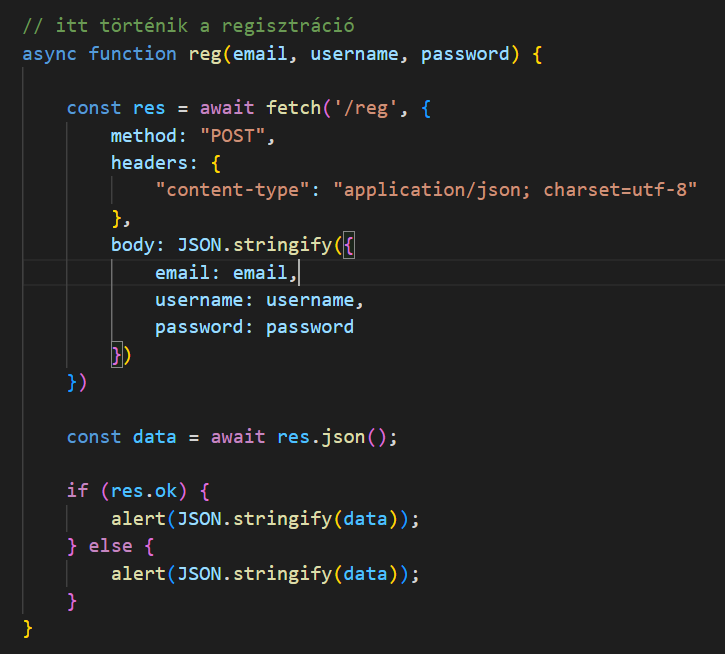 // itt történik a regisztráció
async function reg(email, username, password) {
const res = await fetch('/reg', {
method: "POST",
headers: {
"content-type": "application/json; charset=utf-8"
},
body: JSON.stringify({
email: email,
username: username,
password: password
})
})
const data = await res.json();
if (res.ok) {
alert(JSON.stringify(data));
} else {
alert(JSON.stringify(data));
}
}